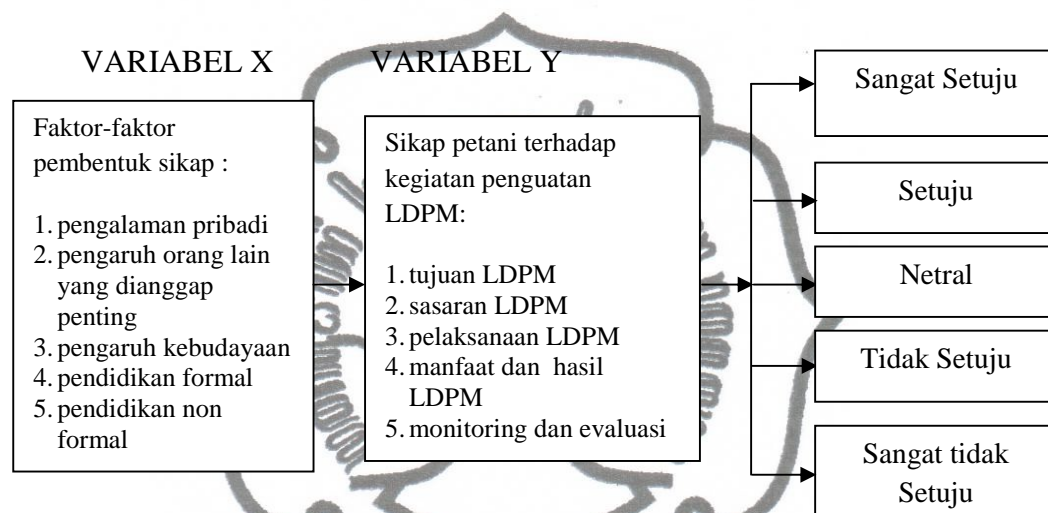 VARIABEL X
Faktor-faktor
pembentuk sikap :
1. pengalaman pribadi
2. pengaruh orang lain
yang dianggap
penting
3. pengaruh kebudayaan
4. pendidikan formal
5. pendidikan non
formal
VARIABEL Y
Sikap petani terhadap
kegiatan penguatan
LDPM:
1. tujuan LDPM
2. sasaran LDPM
3. pelaksanaan LDPM
4. manfaat dan hasil
LDPM
5. monitoring dan evaluasi
Sangat Setuju
Setuju
Netral
Tidak Setuju
Sangat tidak
Setuju